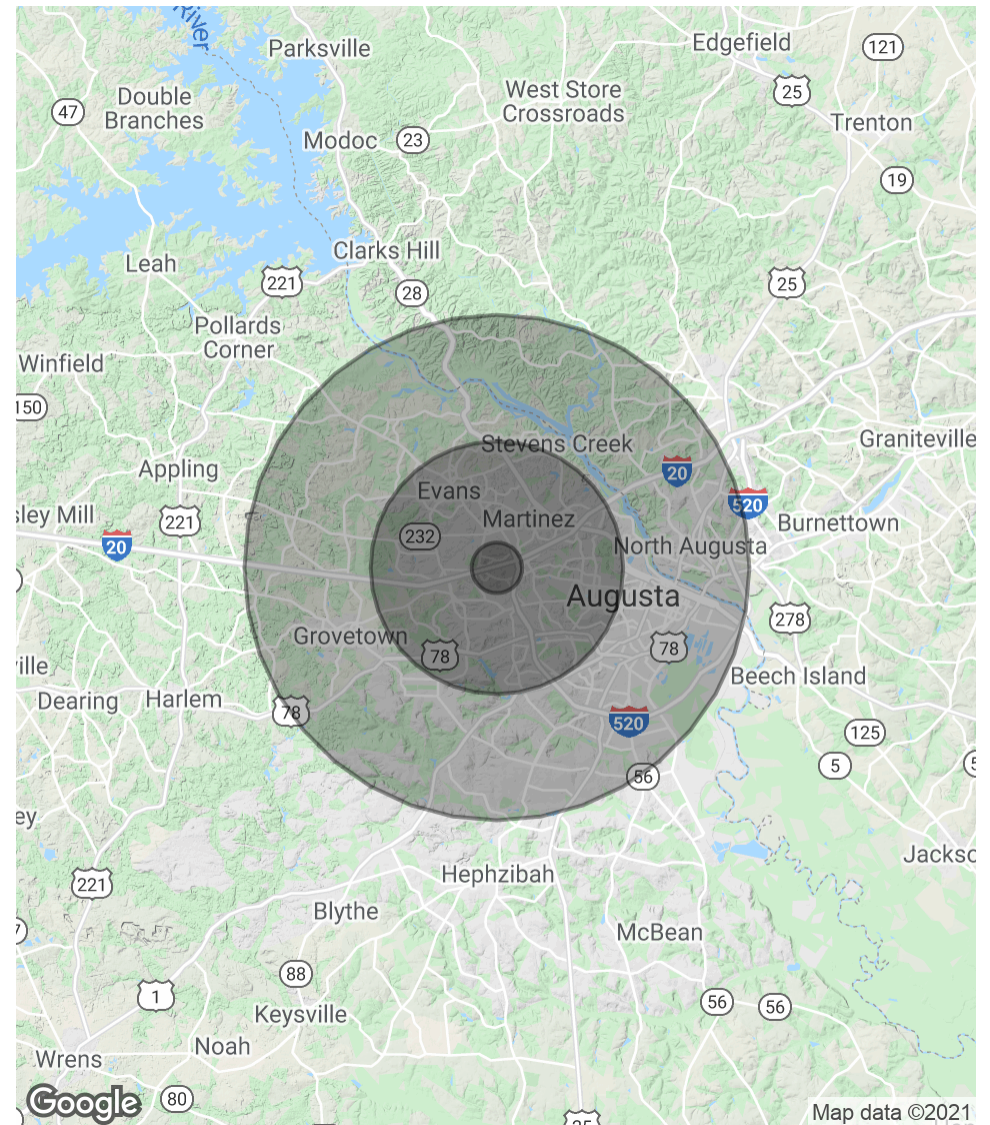 River
Parksville
Edgefield
121
25
47
Double
Branches
West Store
Crossroads
Trenton
Modoc
23
19
Clarks Hill
Leah
221
28
25
Pollards
Corner
Winfield
150
Stevens Creek
Graniteville
Appling
20
Evans
520
sley Mill
221
Martinez
Burnettown
232
20
North Augusta
Augusta
278
Grovetown
78
78
ville
Beech Island
Dearing
Harlem
78
520
125
5
56
ey
Jackso
Hephzibah
221
Blythe
McBean
88
1
56
56
Keysville
Noah
Wrens
80
Google
Map data ©2021